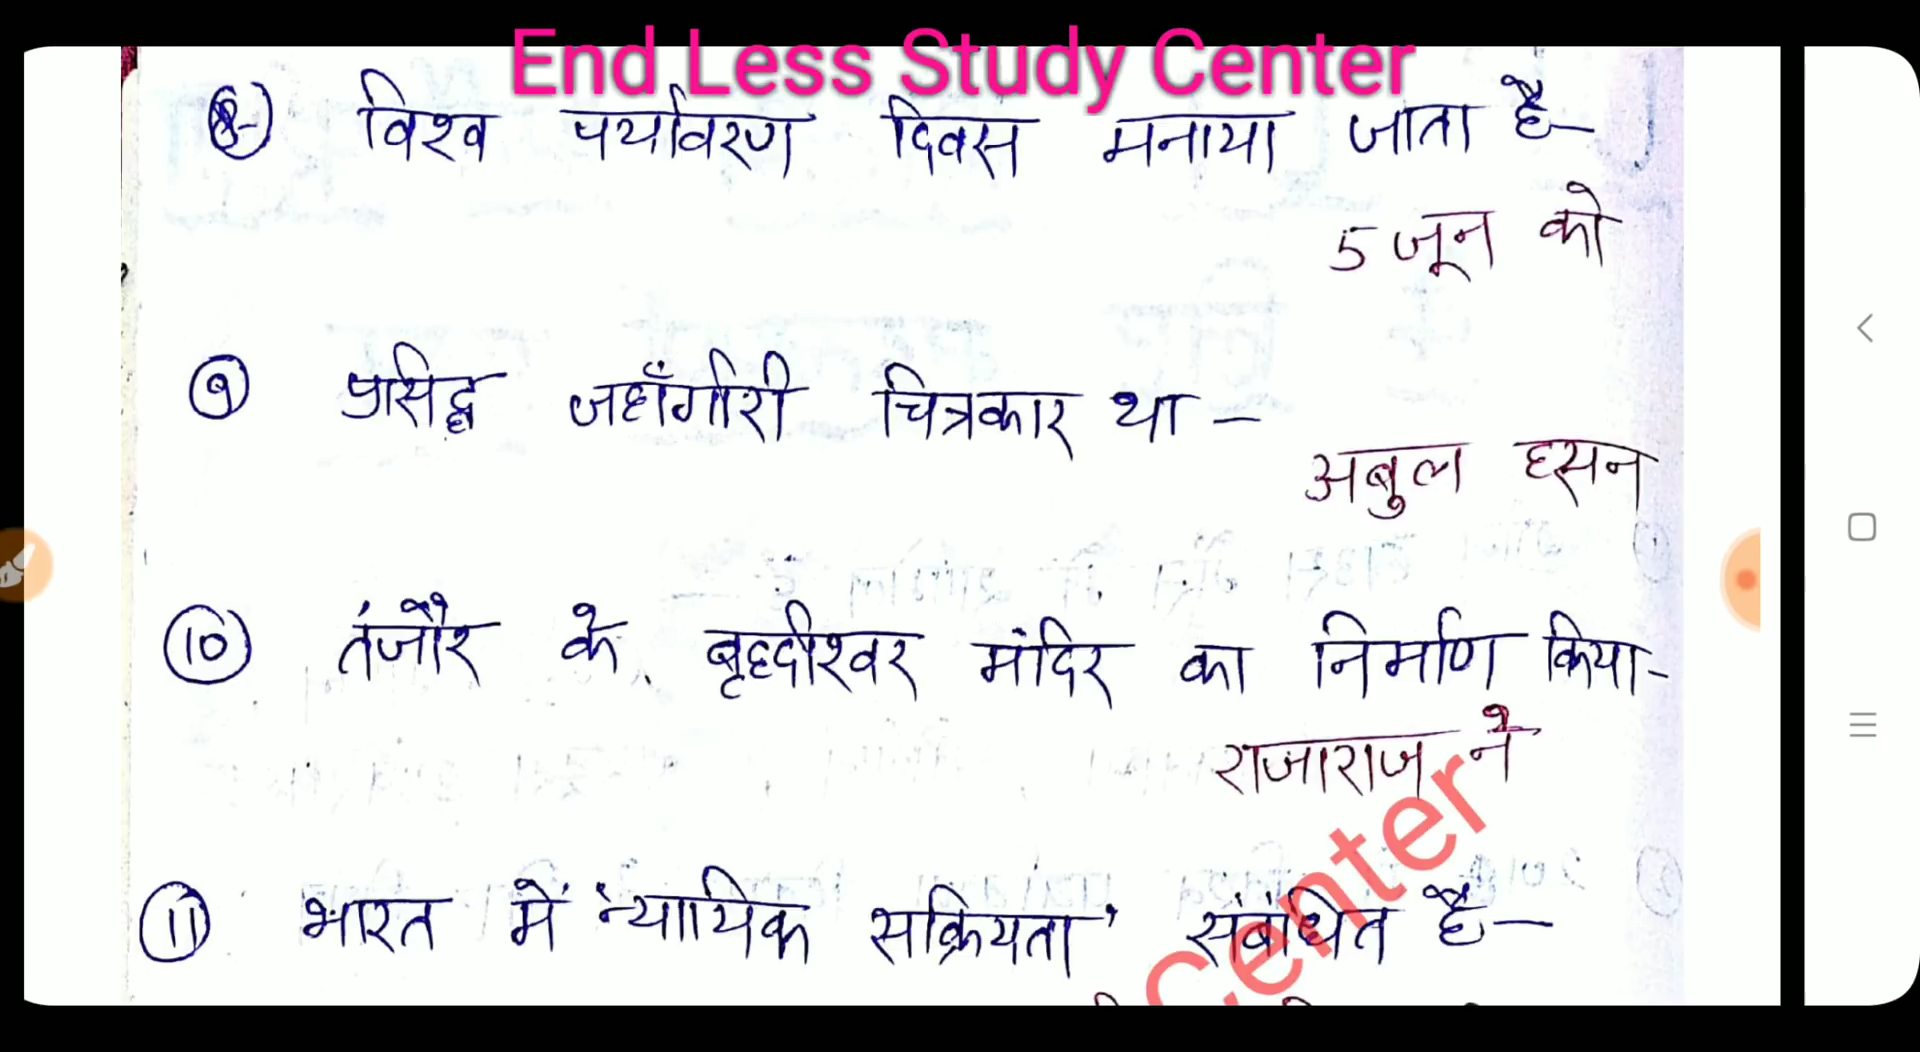 End Less Study Center
8-) विश्व पर्यावरण दिवस मनाया जाता है-
5 जून को
9 प्रसिद्ध जहाँगीरी चित्रकार था -
अबुल हसन
10 तंजौर के बृहदीश्वर मंदिर का निर्माण किया-
राजाराज ने
11 भारत में 'न्यायिक सक्रियता' संबंधित है-
Center